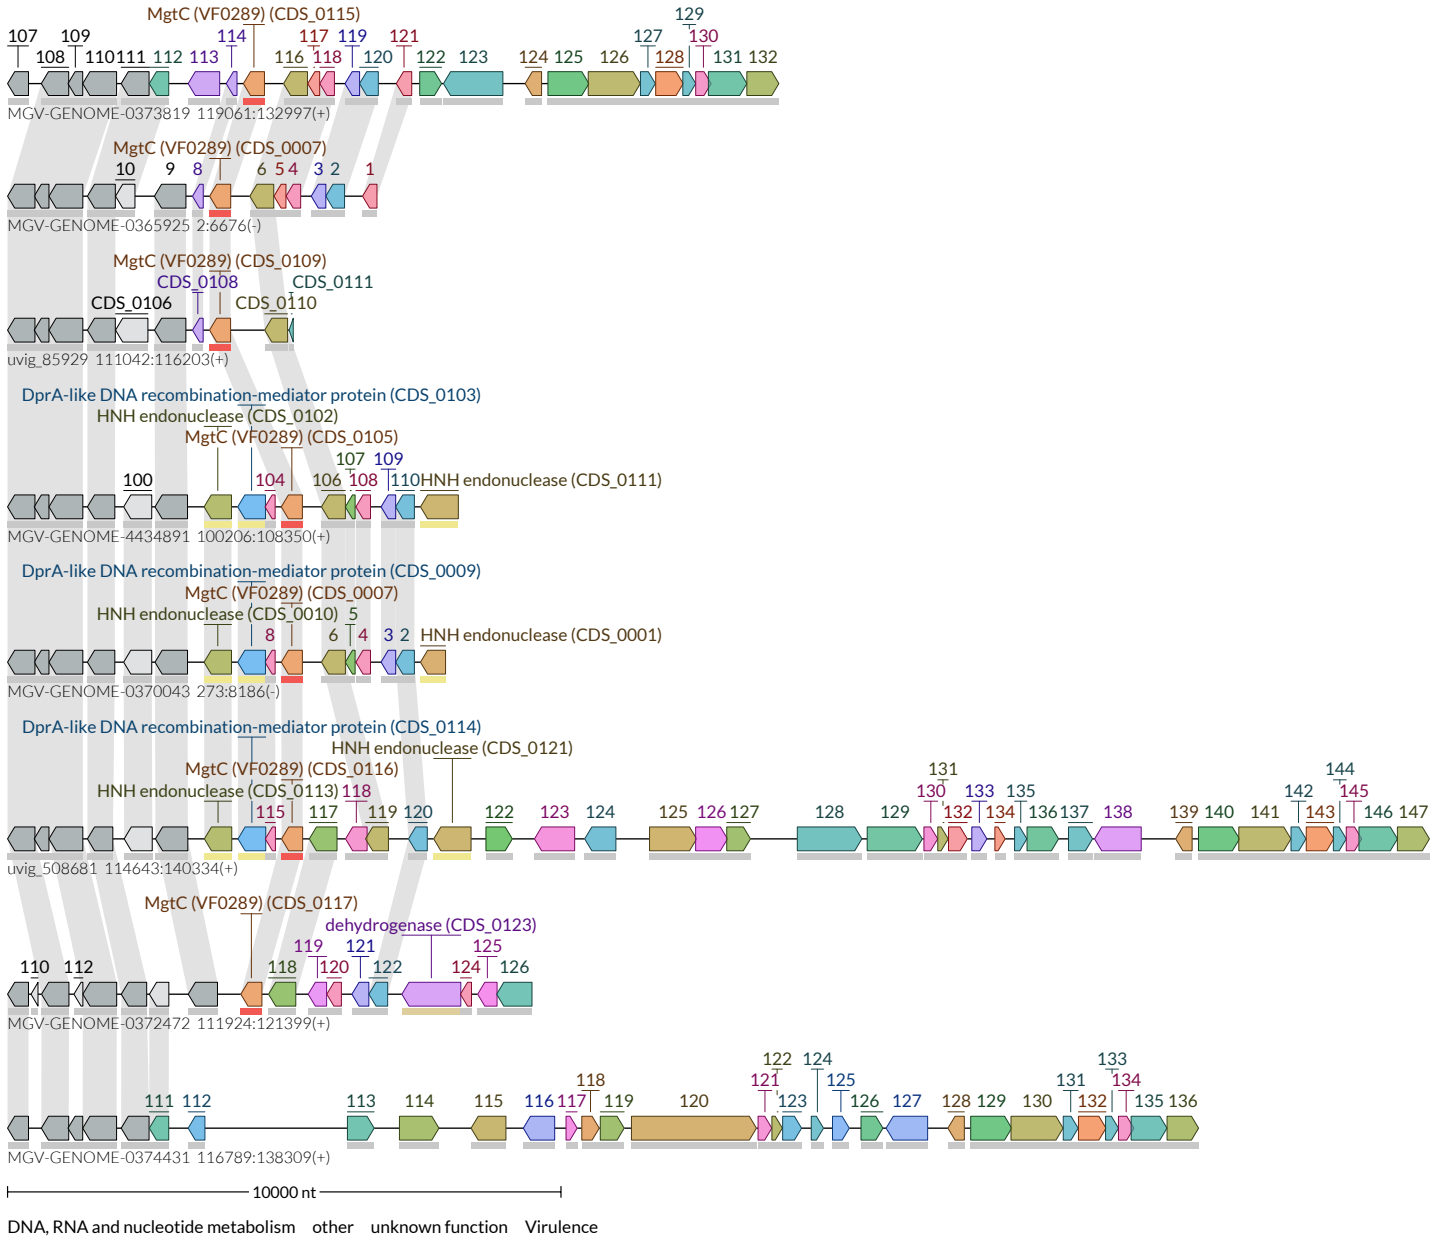 MgtC (VF0289) (CDS_0115)
129
107 109 114 117 119 121 127 130
108 110 111 112 113 116 118 120 122 123 124 125 126 128 131 132
MGV-GENOME-0373819 119061:132997(+)
MgtC (VF0289) (CDS_0007)
10 9 8 6 5 4 3 2 1
MGV-GENOME-0365925 2:6676(-)
MgtC (VF0289) (CDS_0109)
CDS_0108 CDS_0111
CDS_0106 CDS_0110
uvig_85929 111042:116203(+)
DprA-like DNA recombination-mediator protein (CDS_0103)
HNH endonuclease (CDS_0102)
MgtC (VF0289) (CDS_0105)
107 109
100 104 106 108 110 HNH endonuclease (CDS_0111)
MGV-GENOME-4434891 100206:108350(+)
DprA-like DNA recombination-mediator protein (CDS_0009)
MgtC (VF0289) (CDS_0007)
HNH endonuclease (CDS_0010) 5
8 6 4 3 2 HNH endonuclease (CDS_0001)
MGV-GENOME-0370043 273:8186(-)
DprA-like DNA recombination-mediator protein (CDS_0114)
HNH endonuclease (CDS_0121)
MgtC (VF0289) (CDS_0116) 131 144
HNH endonuclease (CDS_0113) 118 130 133 135 142 145
115 117 119 120 122 123 124 125 126 127 128 129 132 134 136 137 138 139 140 141 143 146 147
uvig_508681 114643:140334(+)
MgtC (VF0289) (CDS_0117)
dehydrogenase (CDS_0123)
119 121 125
110 112 118 120 122 124 126
MGV-GENOME-0372472 111924:121399(+)
122 124 133
118 121 125 131 134
111 112 113 114 115 116 117 119 120 123 126 127 128 129 130 132 135 136
MGV-GENOME-0374431 116789:138309(+)
10000 nt
DNA, RNA and nucleotide metabolism other unknown function Virulence